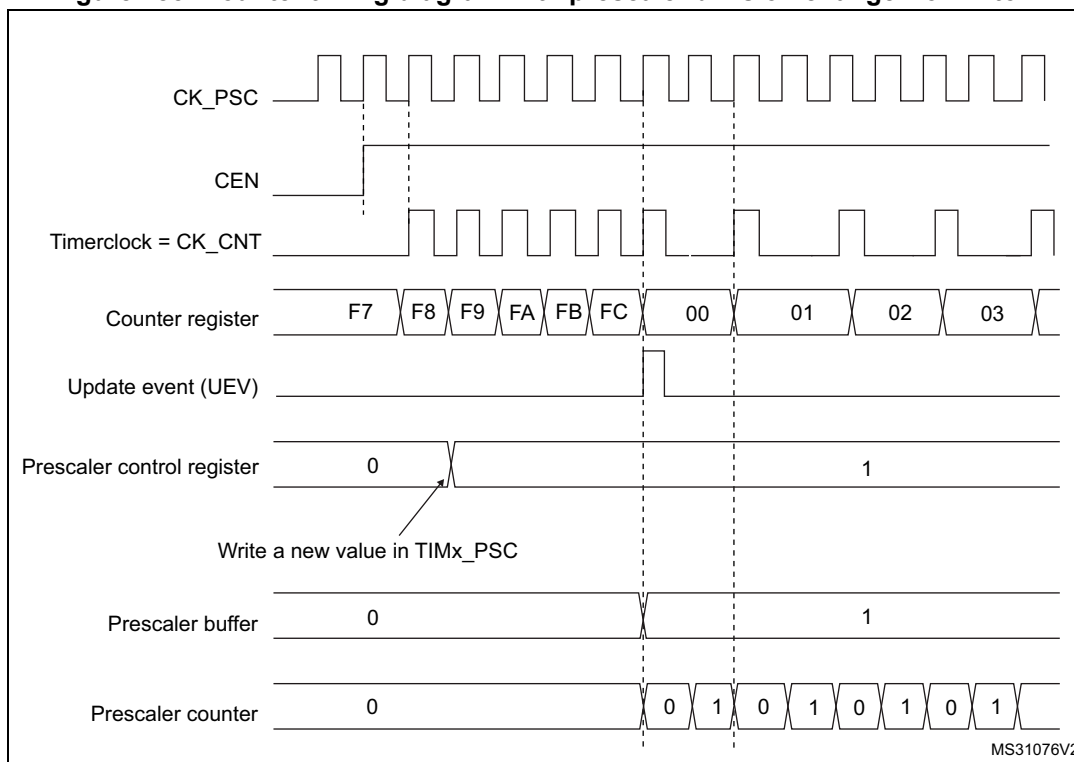 CK_PSC
CEN
Timerclock = CK_CNT
Counter register F7 F8 F9 FA FB FC 00 01 02 03
Update event (UEV)
Prescaler control register 0 1
Write a new value in TIMx_PSC
Prescaler buffer 0 1
Prescaler counter 0 0 1 0 1 0 1 0 1
MS31076V2